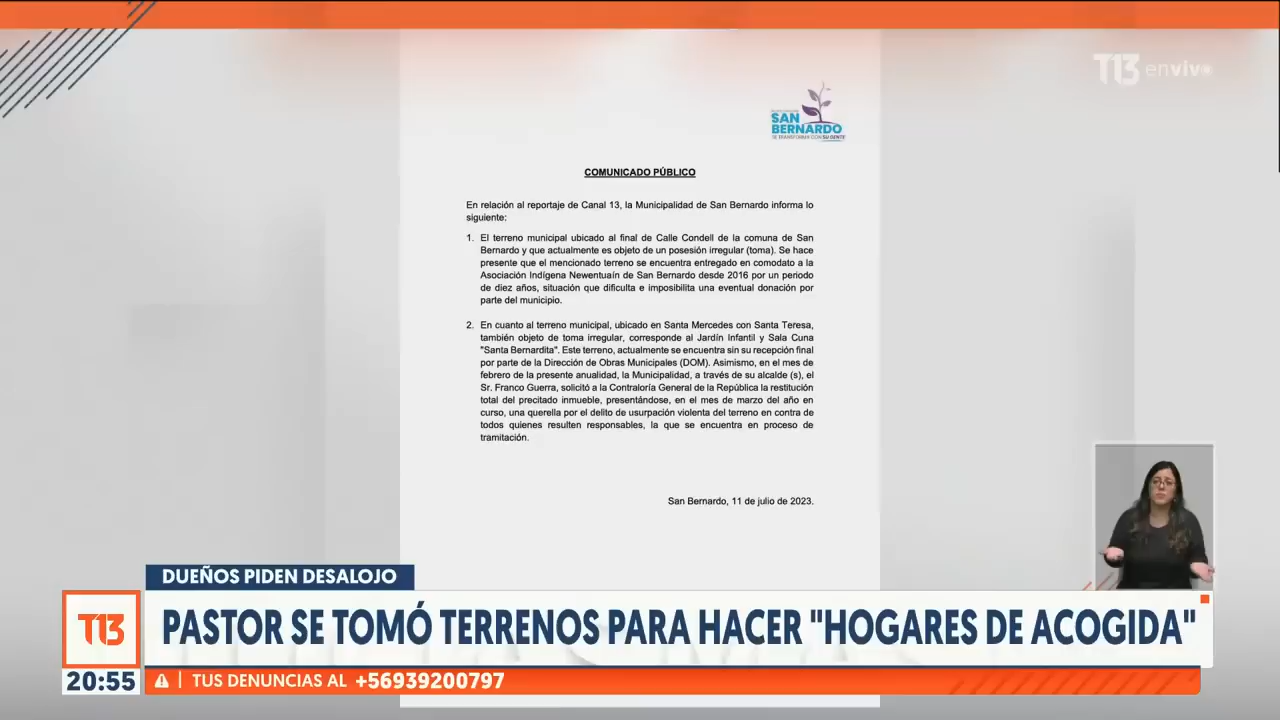 T13 envivo
SAN
BERNARDO
SE TRANSFORMA CON SU GENTE
COMUNICADO PÚBLICO
En relación al reportaje de Canal 13, la Municipalidad de San Bernardo informa lo
siguiente:
1. El terreno municipal ubicado al final de Calle Condell de la comuna de San
Bernardo y que actualmente es objeto de un posesión irregular (toma). Se hace
presente que el mencionado terreno se encuentra entregado en comodato a la
Asociación Indígena Newentuaín de San Bernardo desde 2016 por un periodo
de diez años, situación que dificulta e imposibilita una eventual donación por
parte del municipio.
2. En cuanto al terreno municipal, ubicado en Santa Mercedes con Santa Teresa,
también objeto de toma irregular, corresponde al Jardín Infantil y Sala Cuna
"Santa Bernardita". Este terreno, actualmente se encuentra sin su recepción final
por parte de la Dirección de Obras Municipales (DOM). Asimismo, en el mes de
febrero de la presente anualidad, la Municipalidad, a través de su alcalde (s), el
Sr. Franco Guerra, solicitó a la Contraloría General de la República la restitución
total del precitado inmueble, presentándose, en el mes de marzo del año en
curso, una querella por el delito de usurpación violenta del terreno en contra de
todos quienes resulten responsables, la que se encuentra en proceso de
tramitación.
San Bernardo, 11 de julio de 2023.
DUEÑOS PIDEN DESALOJO
T13
PASTOR SE TOMÓ TERRENOS PARA HACER "HOGARES DE ACOGIDA"
20:55
TUS DENUNCIAS AL +56939200797